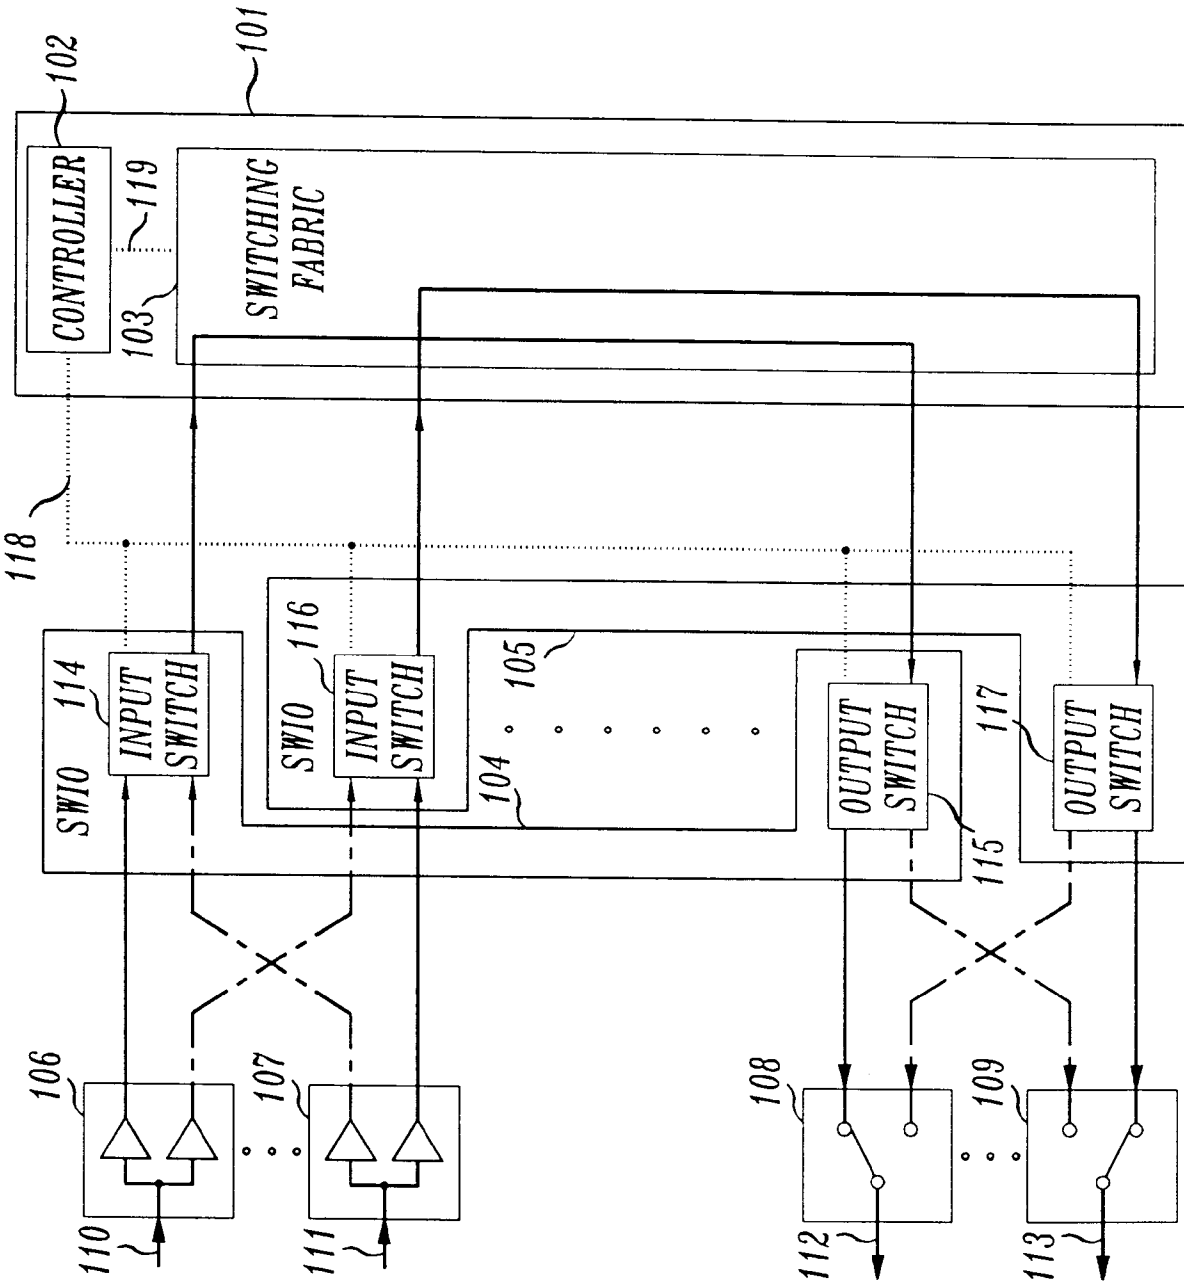 106
110
107
111
108
112
109
113
SWIO
114
INPUT
SWITCH
SWIO
116
INPUT
SWITCH
104
105
OUTPUT
SWITCH
115
117
OUTPUT
SWITCH
118
101
102
CONTROLLER
119
103
SWITCHING
FABRIC